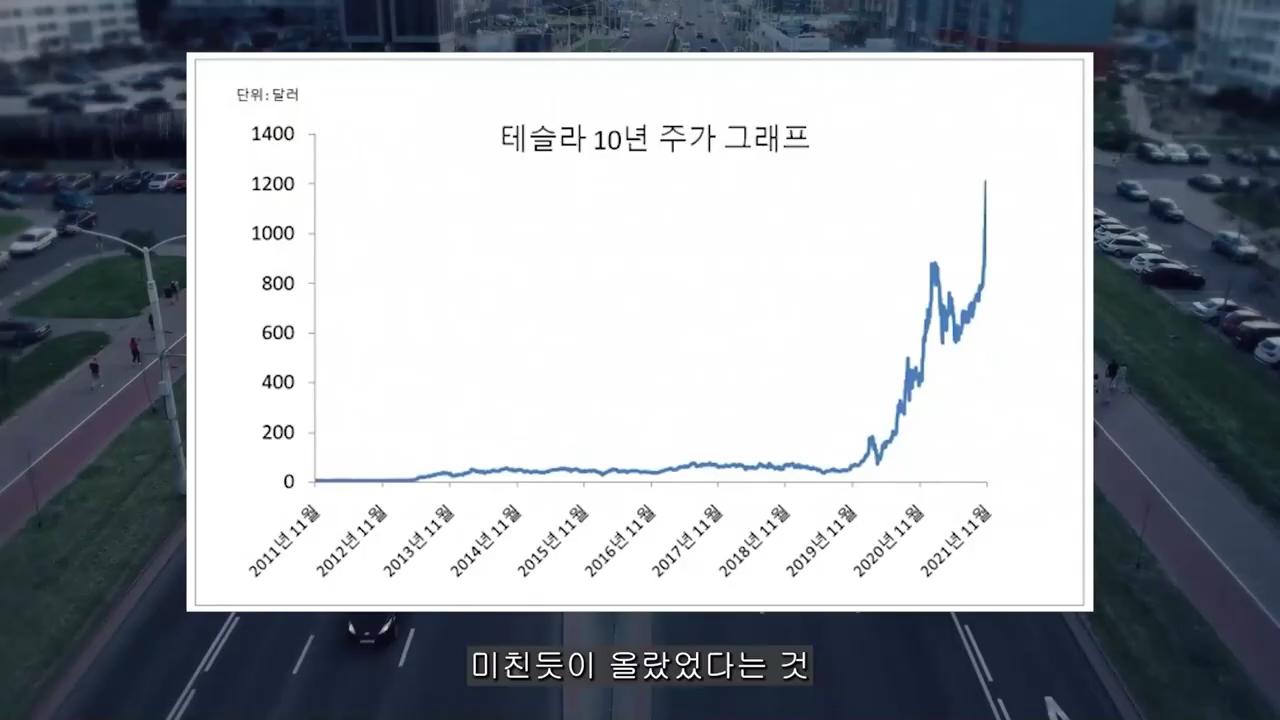 단위: 달러
테슬라 10년 주가 그래프
1400
1200
1000
800
600
400
200
0
2011년 11월
2012년 11월
2013년 11월
2014년 11월
2015년 11월
2016년 11월
2017년 11월
2018년 11월
2019년 11월
2020년 11월
2021년 11월
미친듯이 올랐었다는 것